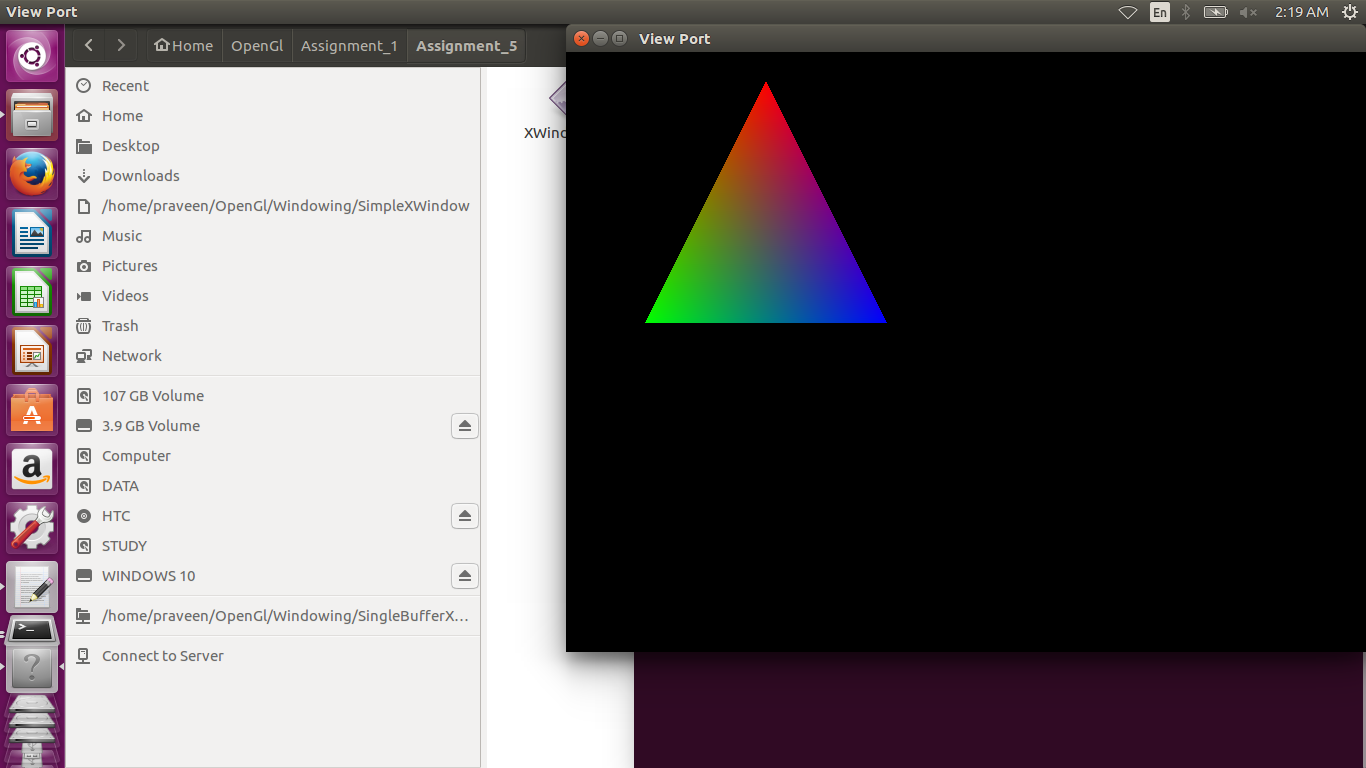 View Port
En
2:19 AM
Home
OpenGl
Assignment_1
Assignment_5
View Port
Recent
Home
Desktop
Downloads
/home/praveen/OpenGl/Windowing/SimpleXWindow
Music
Pictures
Videos
Trash
Network
107 GB Volume
3.9 GB Volume
Computer
DATA
HTC
STUDY
WINDOWS 10
/home/praveen/OpenGl/Windowing/SingleBufferX...
Connect to Server
XWind